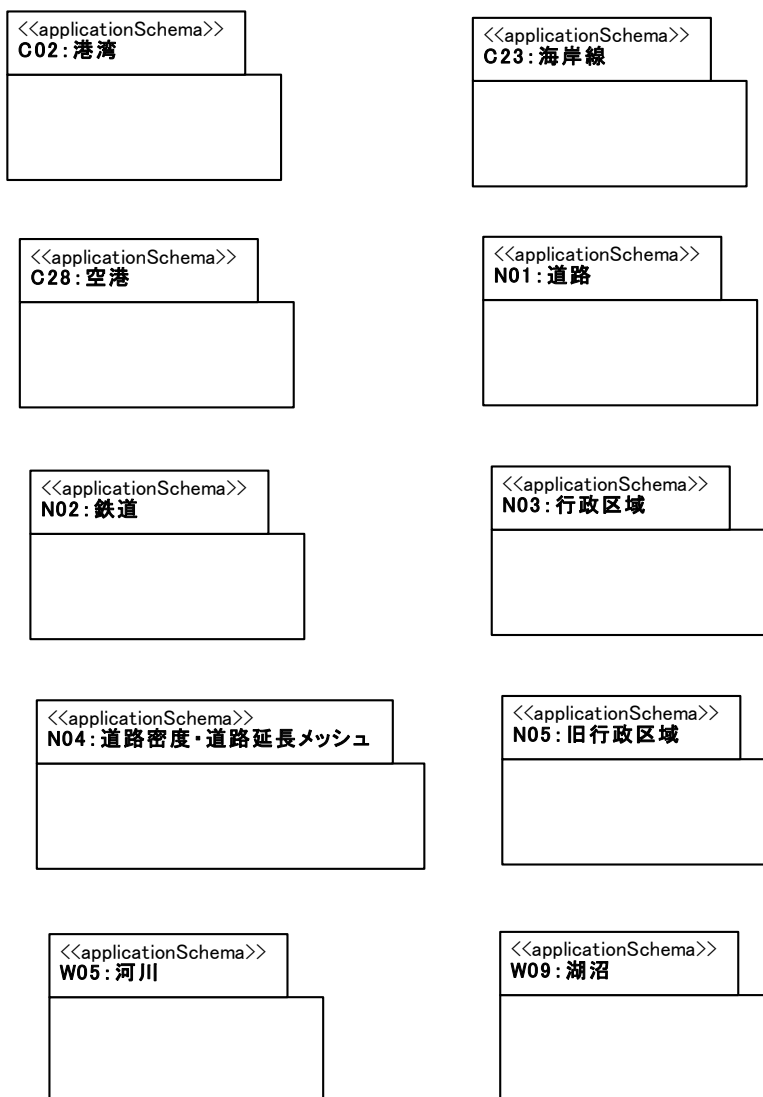 <<applicationSchema>>
C02:港湾
<<applicationSchema>>
C23:海岸線
<<applicationSchema>>
C28:空港
<<applicationSchema>>
N01:道路
<<applicationSchema>>
N02:鉄道
<<applicationSchema>>
N03:行政区域
<<applicationSchema>>
N04:道路密度・道路延長メッシュ
<<applicationSchema>>
N05:旧行政区域
<<applicationSchema>>
W05:河川
<<applicationSchema>>
W09:湖沼